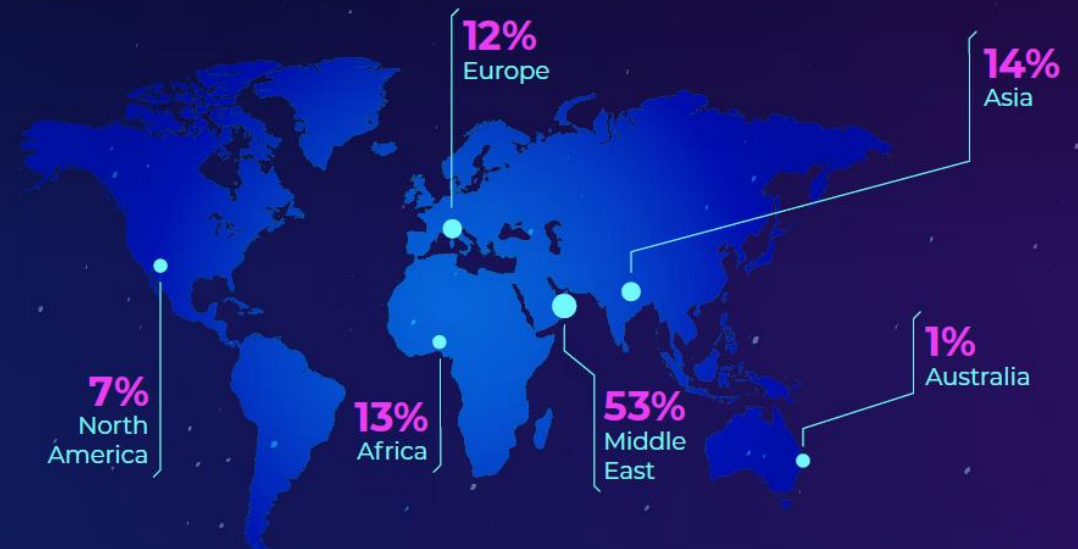 12%
Europe
14%
Asia
1%
Australia
7%
North
America
13%
Africa
53%
Middle
East